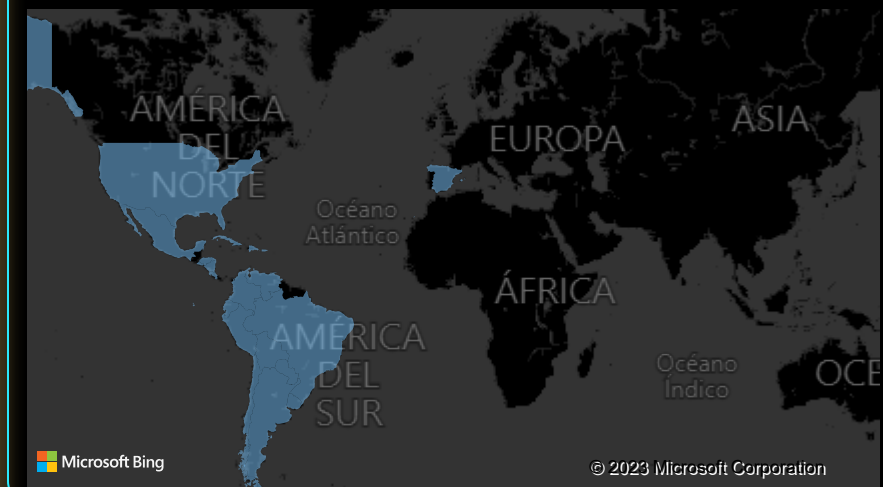 AMÉRICA
DEL
NORTE
EUROPA
ASIA
Océano
Atlántico
ÁFRICA
AMÉRICA
DEL
SUR
Océano
Índico
OCE
Microsoft Bing
© 2023 Microsoft Corporation